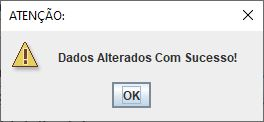 ATENÇÃO:
Dados Alterados Com Sucesso!
OK